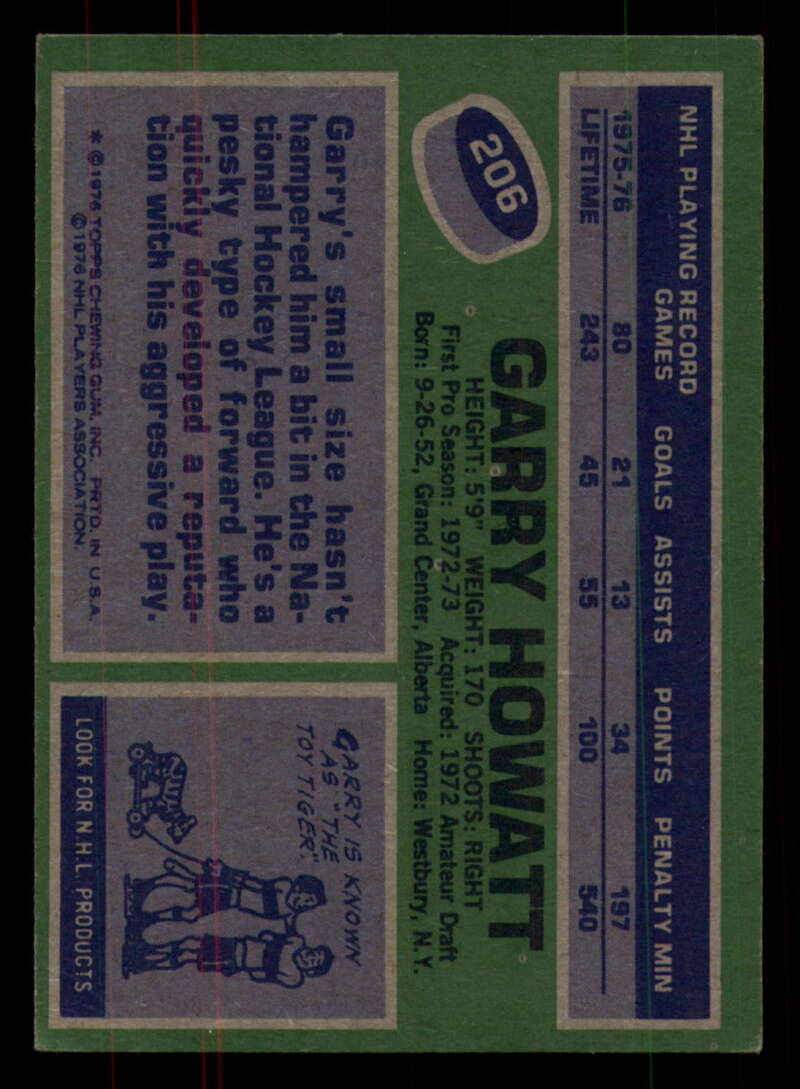 206
NHL PLAYING RECORD
GAMES GOALS ASSISTS POINTS PENALTY MIN
1975-76 80 21 13 34 197
LIFETIME 243 45 55 100 540
GARRY HOWATT
HEIGHT: 5'9" WEIGHT: 170 SHOOTS: RIGHT
First Pro Season: 1972-73 Acquired: 1972 Amateur Draft
Born: 9-26-52, Grand Center, Alberta Home: Westbury, N.Y.
Garry's small size hasn't
hampered him a bit in the Na-
tional Hockey League. He's a
pesky type of forward who
quickly developed a reputa-
tion with his aggressive play.
* ©1976 TOPPS CHEWING GUM, INC. PRTD. IN U.S.A.
©1976 NHL PLAYERS ASSOCIATION.
GARRY IS KNOWN
AS "THE
TOY TIGER".
LOOK FOR N.H.L. PRODUCTS